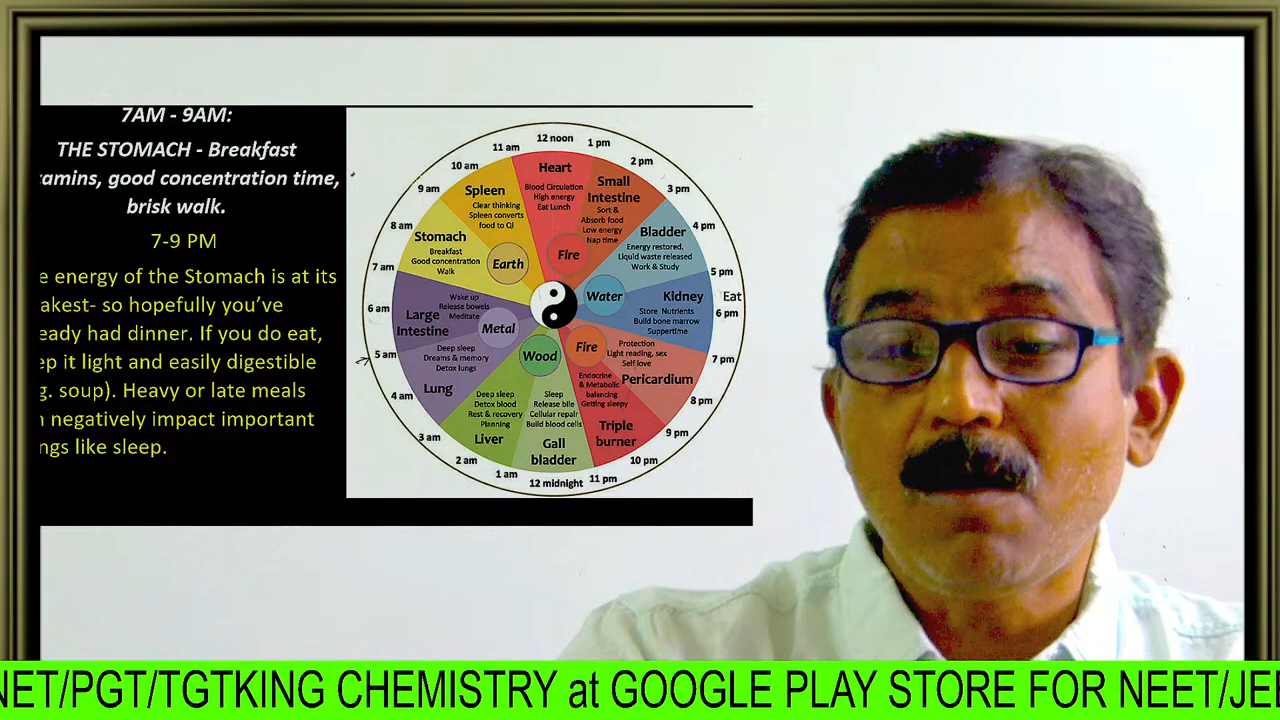 7AM - 9AM:
THE STOMACH - Breakfast
amins, good concentration time,
brisk walk.
7-9 PM
e energy of the Stomach is at its
akest- so hopefully you've
eady had dinner. If you do eat,
ep it light and easily digestible
g. soup). Heavy or late meals
negatively impact important
ngs like sleep.
12 noon
1 pm
2 pm
3 pm
4 pm
5 pm
6 pm
7 pm
8 pm
9 pm
10 pm
11 pm
12 midnight
1 am
2 am
3 am
4 am
5 am
6 am
7 am
8 am
9 am
10 am
11 am
Eat
Heart
Blood Circulation
High energy
Eat Lunch
Small
Intestine
Sort &
Absorb food
Low energy
Nap time
Bladder
Energy restored.
Liquid waste released
Work & Study
Kidney
Store Nutrients
Build bone marrow
Suppertime
Protection
Light reading, sex
Self love
Pericardium
Endocrine
& Metabolic
balancing
Getting sleepy
Triple
burner
Sleep
Release bile
Cellular repair
Build blood cells
Gall
bladder
Deep sleep
Detox blood
Rest & recovery
Planning
Liver
Deep sleep
Dreams & memory
Detox lungs
Lung
Wake up
Release bowels
Meditate
Large
Intestine
Stomach
Breakfast
Good concentration
Walk
Spleen
Clear thinking
Spleen converts
food to Qi
Fire
Water
Fire
Wood
Metal
Earth
NET/PGT/TGTKING CHEMISTRY at GOOGLE PLAY STORE FOR NEET/JEE